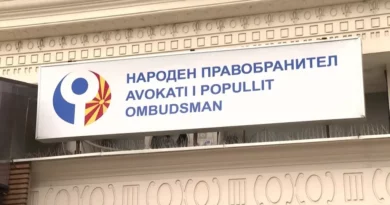 НАРОДЕН ПРАВОБРАНИТЕЛ
AVOKATI I POPULLIT
OMBUDSMAN